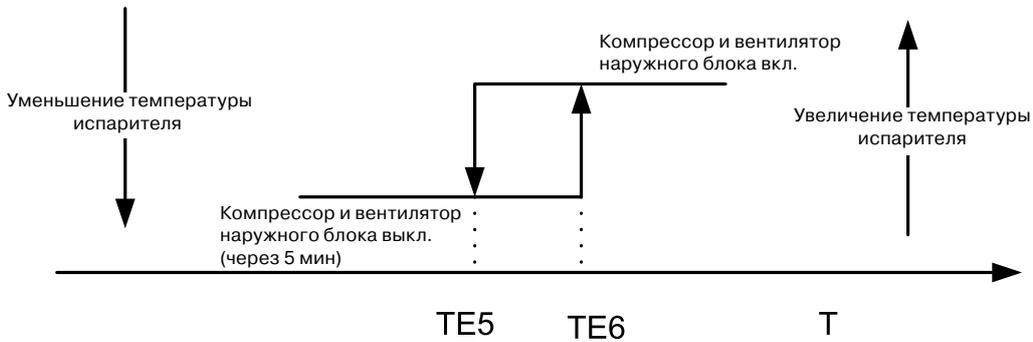 Уменьшение температуры
испарителя
Компрессор и вентилятор
наружного блока вкл.
Увеличение температуры
испарителя
Компрессор и вентилятор
наружного блока выкл.
(через 5 мин)
TE5
TE6
T